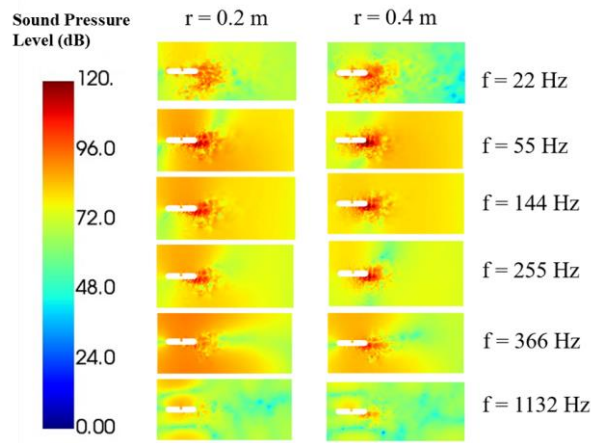 Sound Pressure
Level (dB)
r = 0.2 m
r = 0.4 m
120.
96.0
72.0
48.0
24.0
0.00
f = 22 Hz
f = 55 Hz
f = 144 Hz
f = 255 Hz
f = 366 Hz
f = 1132 Hz